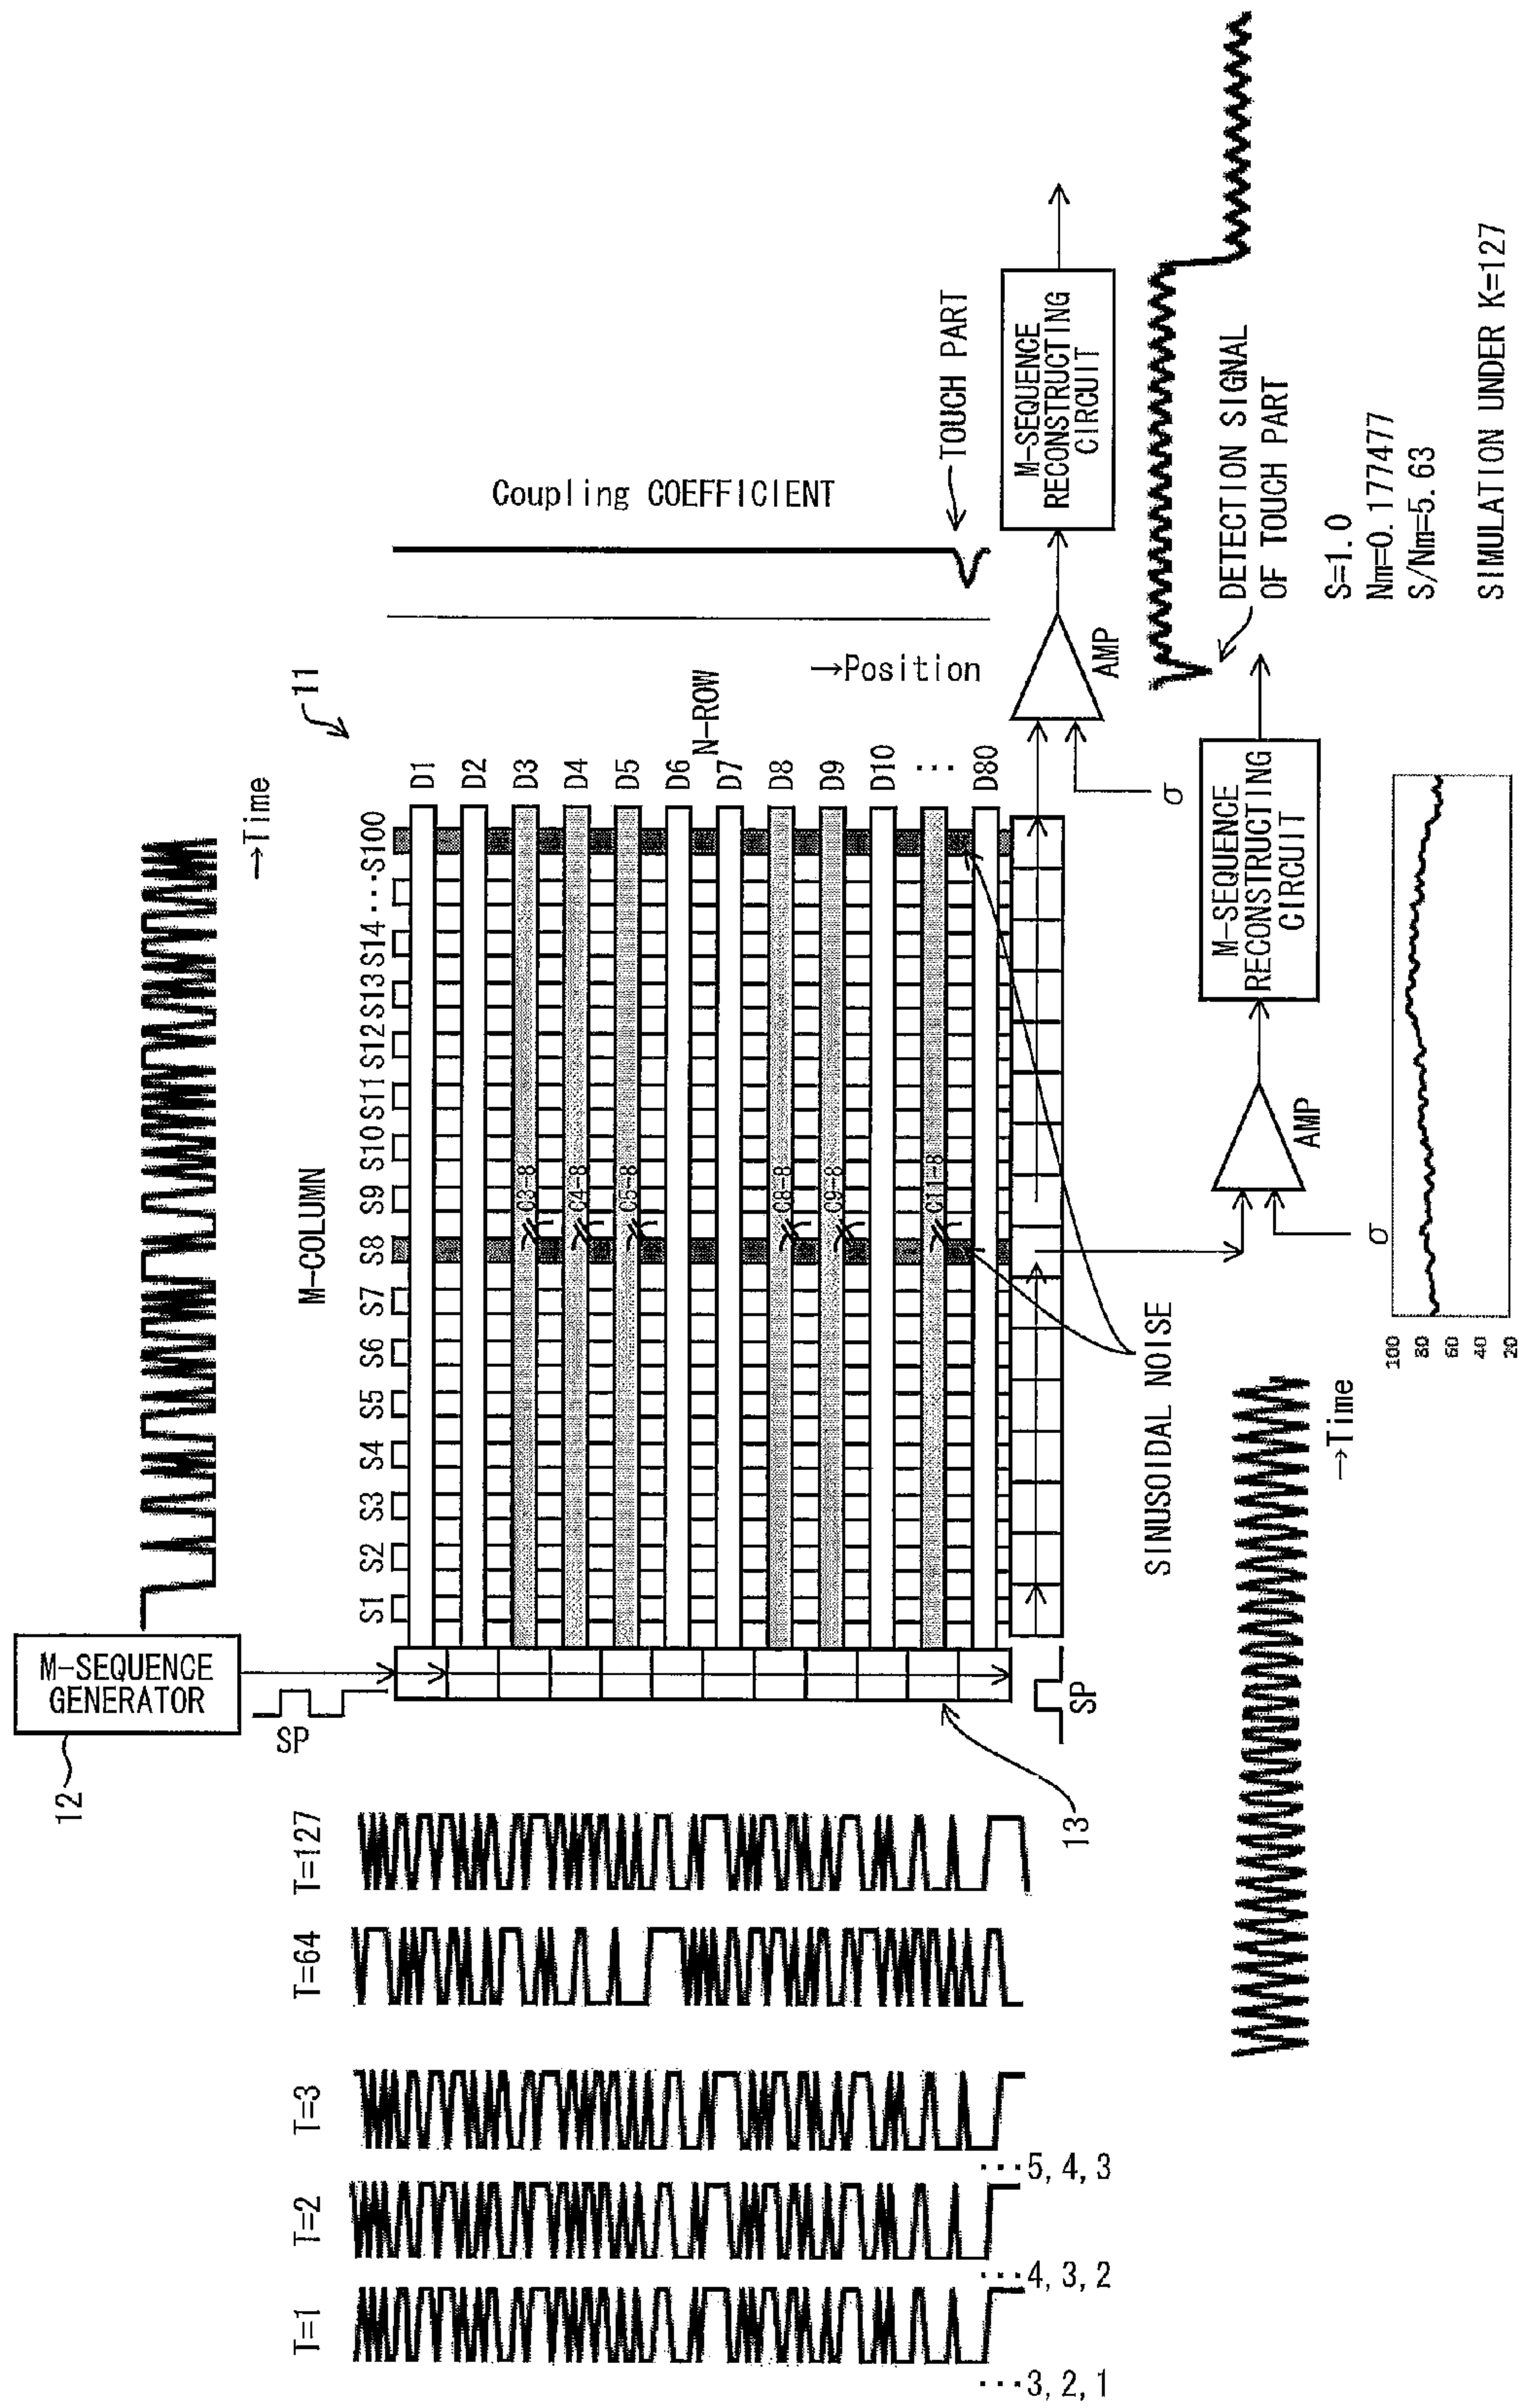 12
M-SEQUENCE
GENERATOR
SP
→Time
T=1
T=2
T=3
T=64
T=127
···3, 2, 1
···4, 3, 2
···5, 4, 3
13
M-COLUMN
S1 S2 S3 S4 S5 S6 S7 S8 S9 S10 S11 S12 S13 S14 ···· S100
11
D1
D2
D3
D4
D5
D6
D7
D8
D9
D10
···
D80
N-ROW
C3-8
C4-8
C5-8
C8-8
C9-8
C11-8
SP
→Position
Coupling COEFFICIENT
TOUCH PART
σ
AMP
M-SEQUENCE
RECONSTRUCTING
CIRCUIT
SINUSOIDAL NOISE
σ
AMP
M-SEQUENCE
RECONSTRUCTING
CIRCUIT
DETECTION SIGNAL
OF TOUCH PART
S=1.0
Nm=0.177477
S/Nm=5.63
SIMULATION UNDER K=127
→Time
100
80
60
40
20